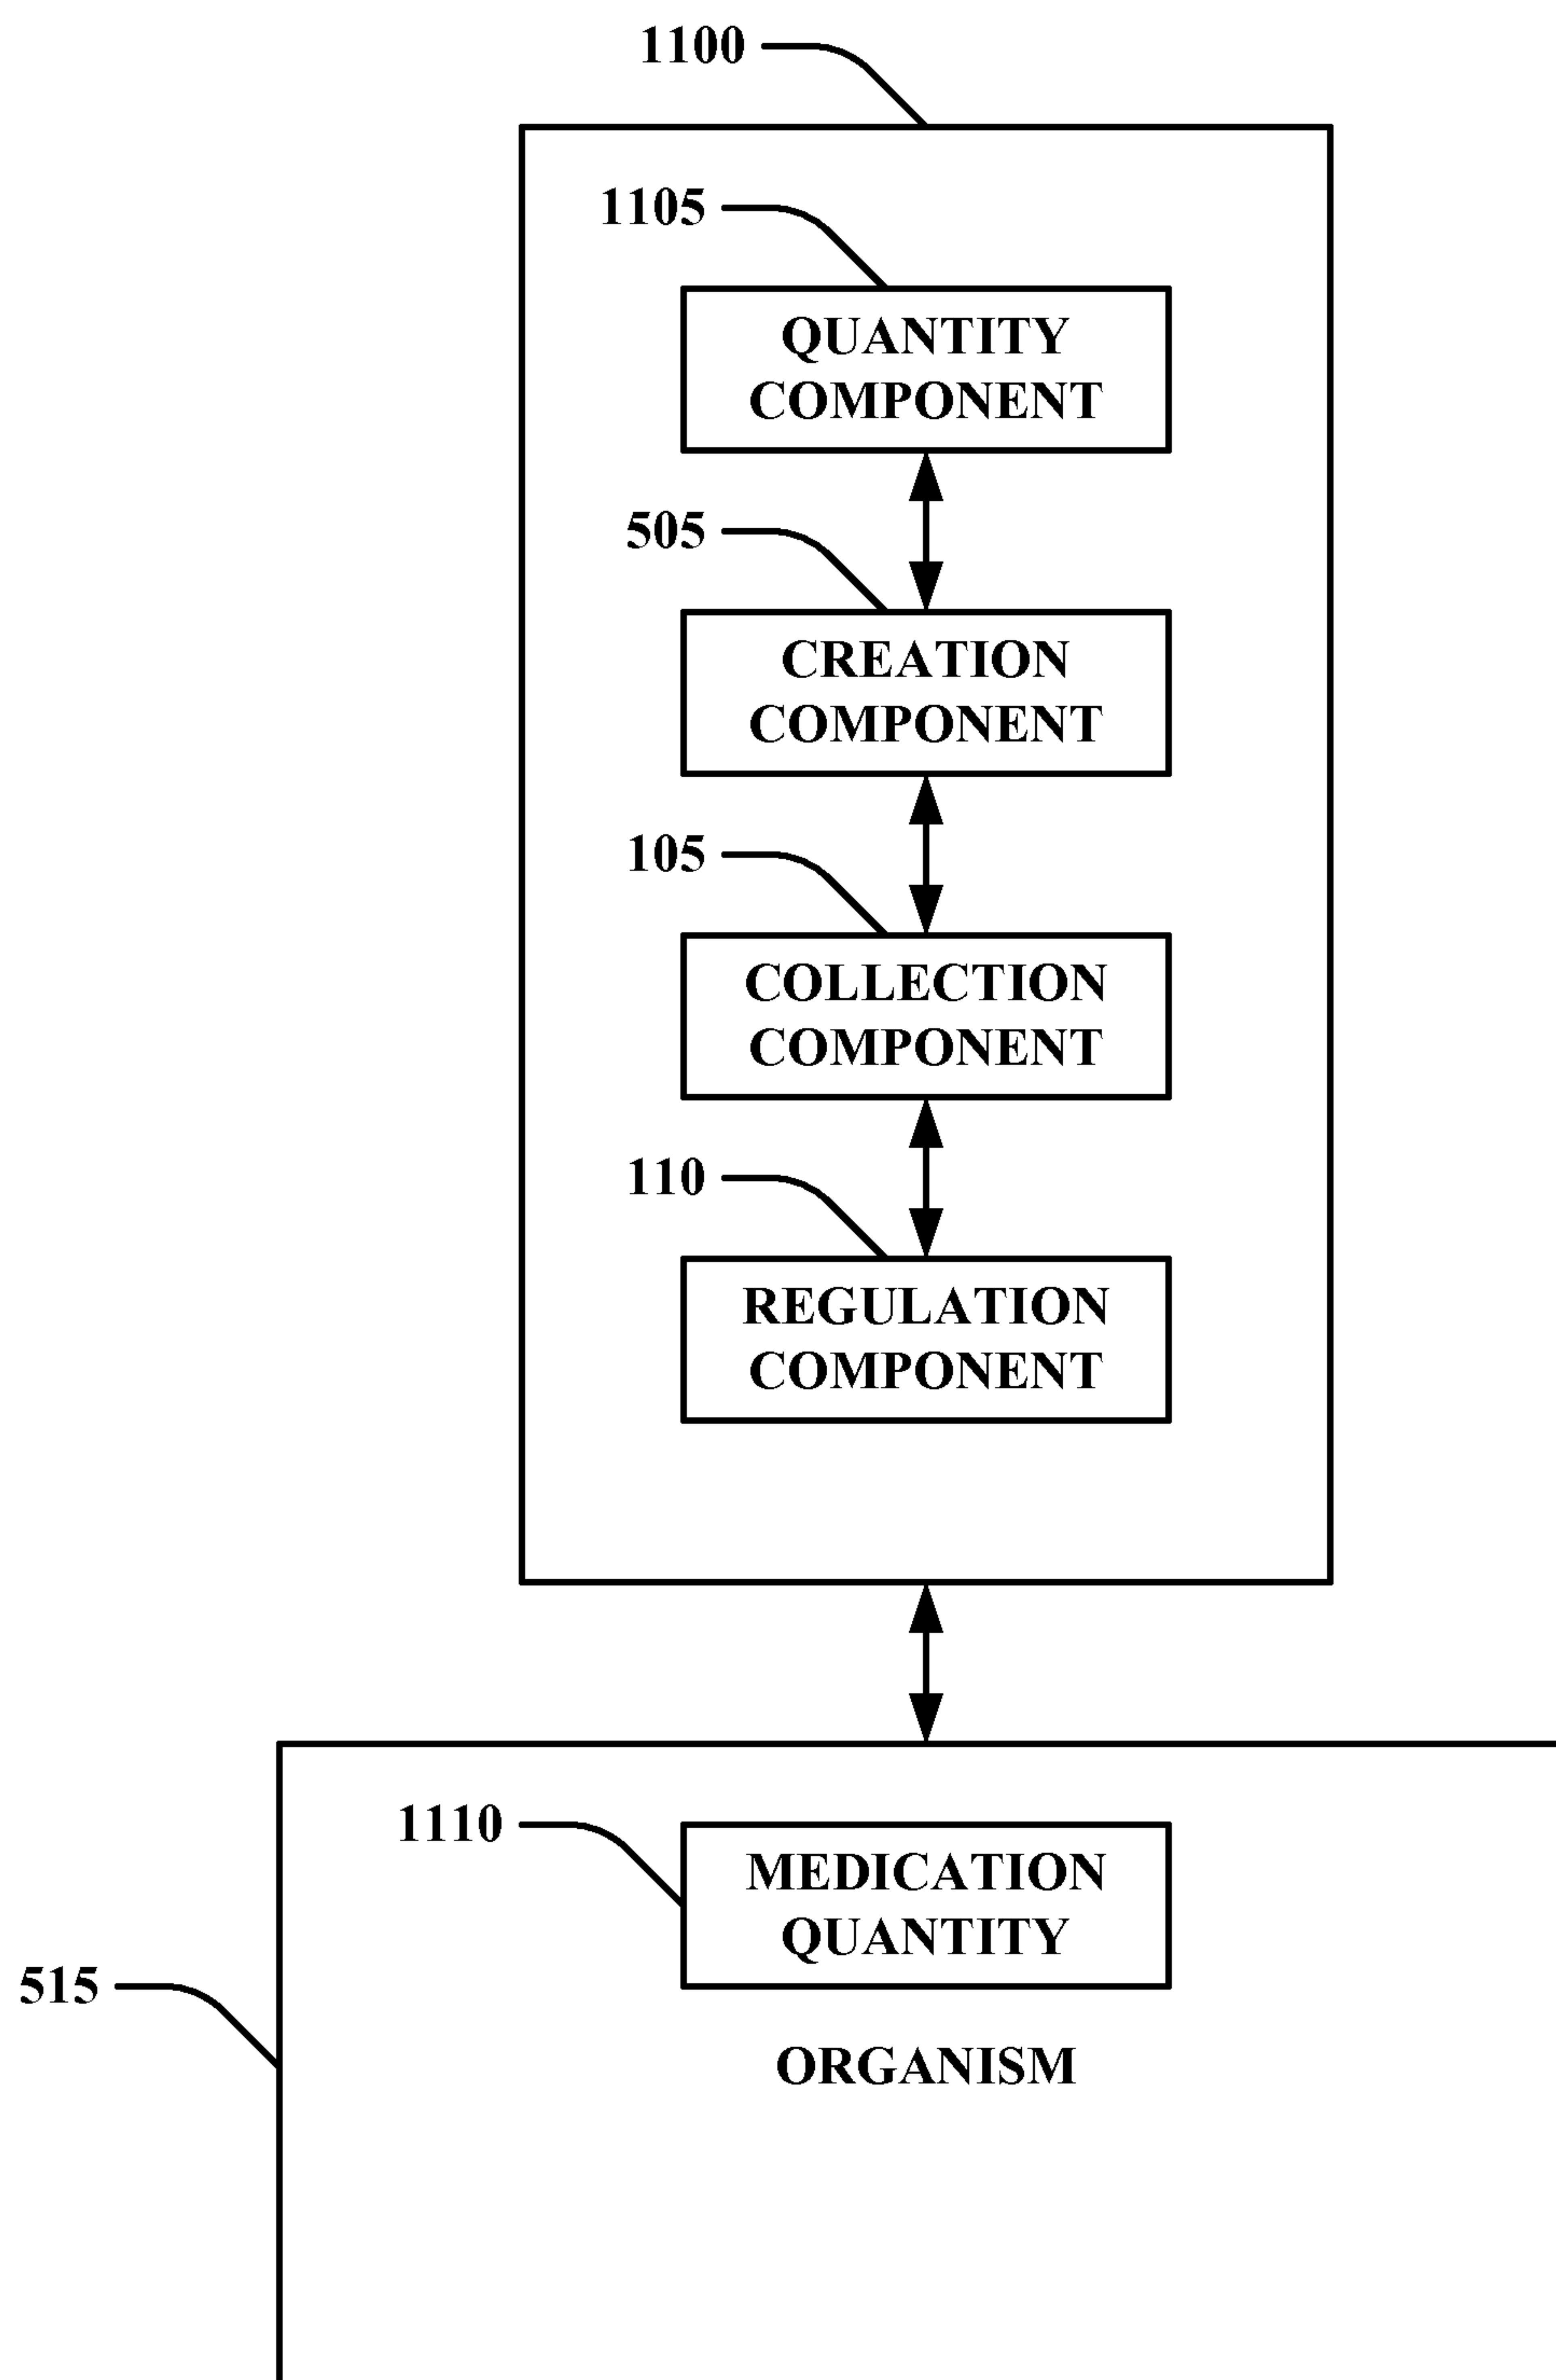 1100
1105
QUANTITY
COMPONENT
505
CREATION
COMPONENT
105
COLLECTION
COMPONENT
110
REGULATION
COMPONENT
1110
MEDICATION
QUANTITY
515
ORGANISM